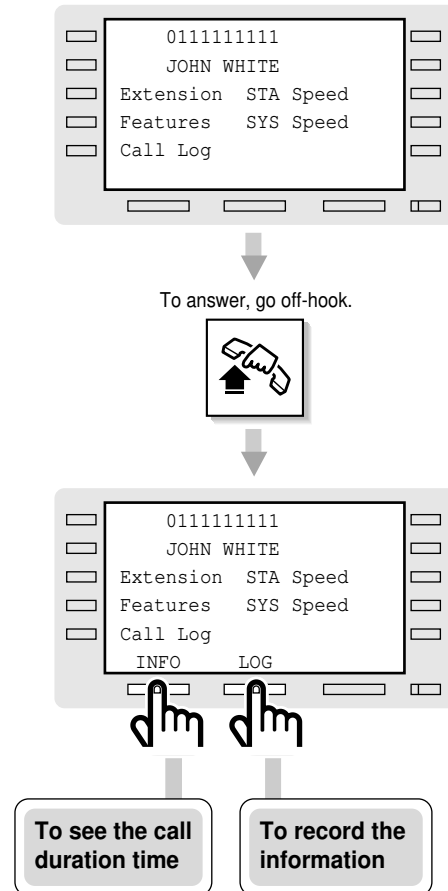 0111111111
JOHN WHITE
Extension STA Speed
Features SYS Speed
Call Log
To answer, go off-hook.
0111111111
JOHN WHITE
Extension STA Speed
Features SYS Speed
Call Log
INFO LOG
To see the call
duration time
To record the
information